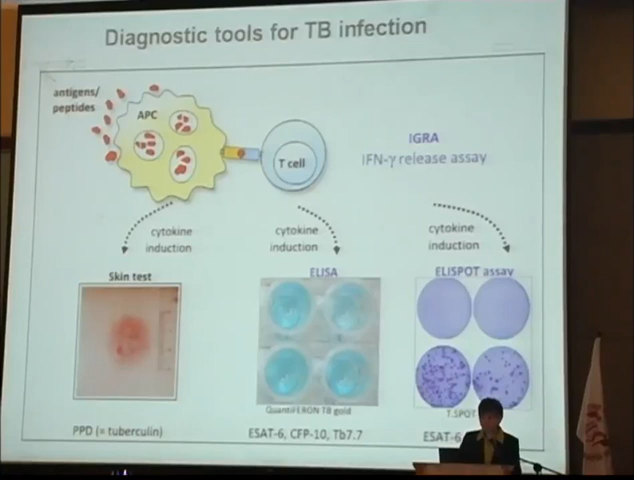 Diagnostic tools for TB infection
antigens/
peptides
APC
T cell
IGRA
IFN-γ release assay
cytokine
induction
cytokine
induction
cytokine
induction
Skin test
ELISA
ELISPOT assay
QuantiFERON TB gold
T.SPOT
PPD (= tuberculin)
ESAT-6, CFP-10, Tb7.7
ESAT-6